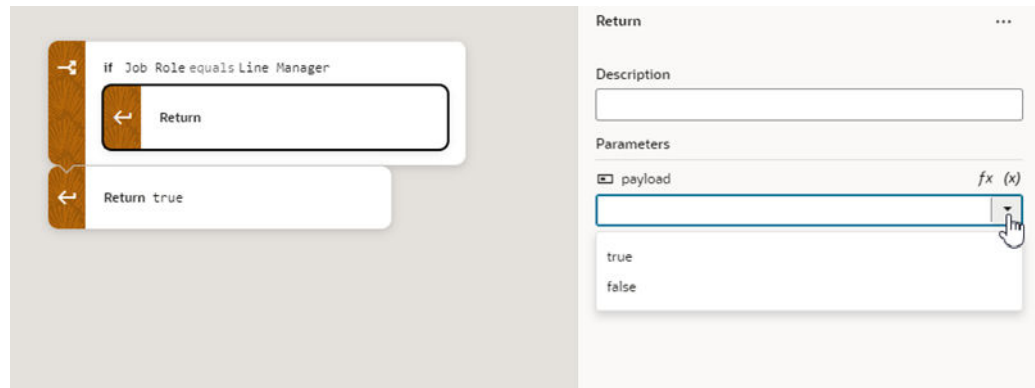 if Job Role equals Line Manager
Return
Return true
Return
Description
Parameters
payload
fx (x)
true
false